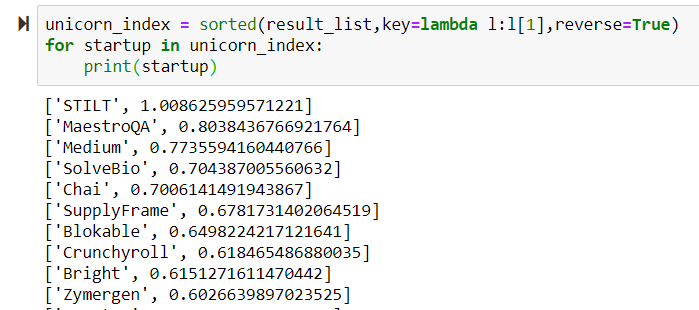 unicorn_index = sorted(result_list,key=lambda l:l[1],reverse=True)
for startup in unicorn_index:
    print(startup)
['STILT', 1.008625959571221]
['MaestroQA', 0.8038436766921764]
['Medium', 0.7735594160440766]
['SolveBio', 0.704387005560632]
['Chai', 0.7006141491943867]
['SupplyFrame', 0.6781731402064519]
['Blokable', 0.6498224217121641]
['Crunchyroll', 0.618465486880035]
['Bright', 0.6151271611470442]
['Zymergen', 0.6026639897023525]